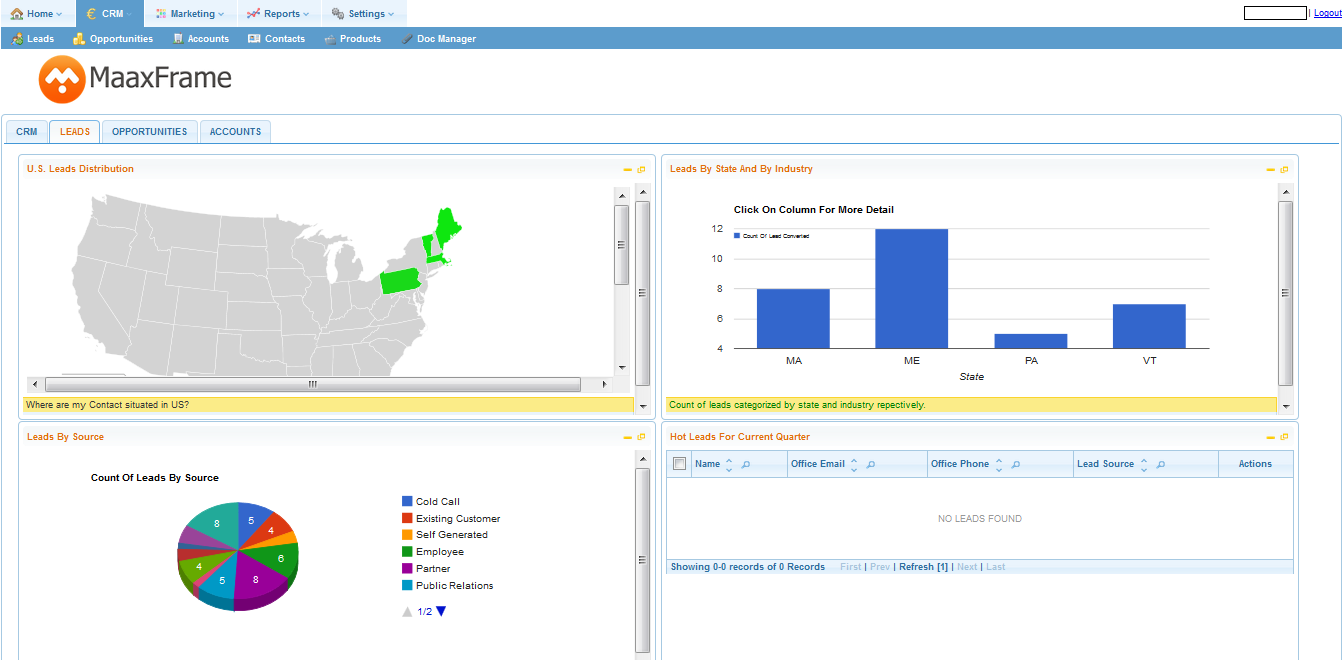 Home CRM Marketing Reports Settings | Logout
Leads Opportunities Accounts Contacts Products Doc Manager
MaaxFrame
CRM LEADS OPPORTUNITIES ACCOUNTS
U.S. Leads Distribution
Where are my Contact situated in US?
Leads By State And By Industry
Click On Column For More Detail
Count Of Lead Converted
12
10
8
6
4
MA ME PA VT
State
Count of leads categorized by state and industry repectively.
Leads By Source
Count Of Leads By Source
8 5 4 6 8 5 4
Cold Call
Existing Customer
Self Generated
Employee
Partner
Public Relations
1/2
Hot Leads For Current Quarter
Name Office Email Office Phone Lead Source Actions
NO LEADS FOUND
Showing 0-0 records of 0 Records First | Prev | Refresh [1] | Next | Last